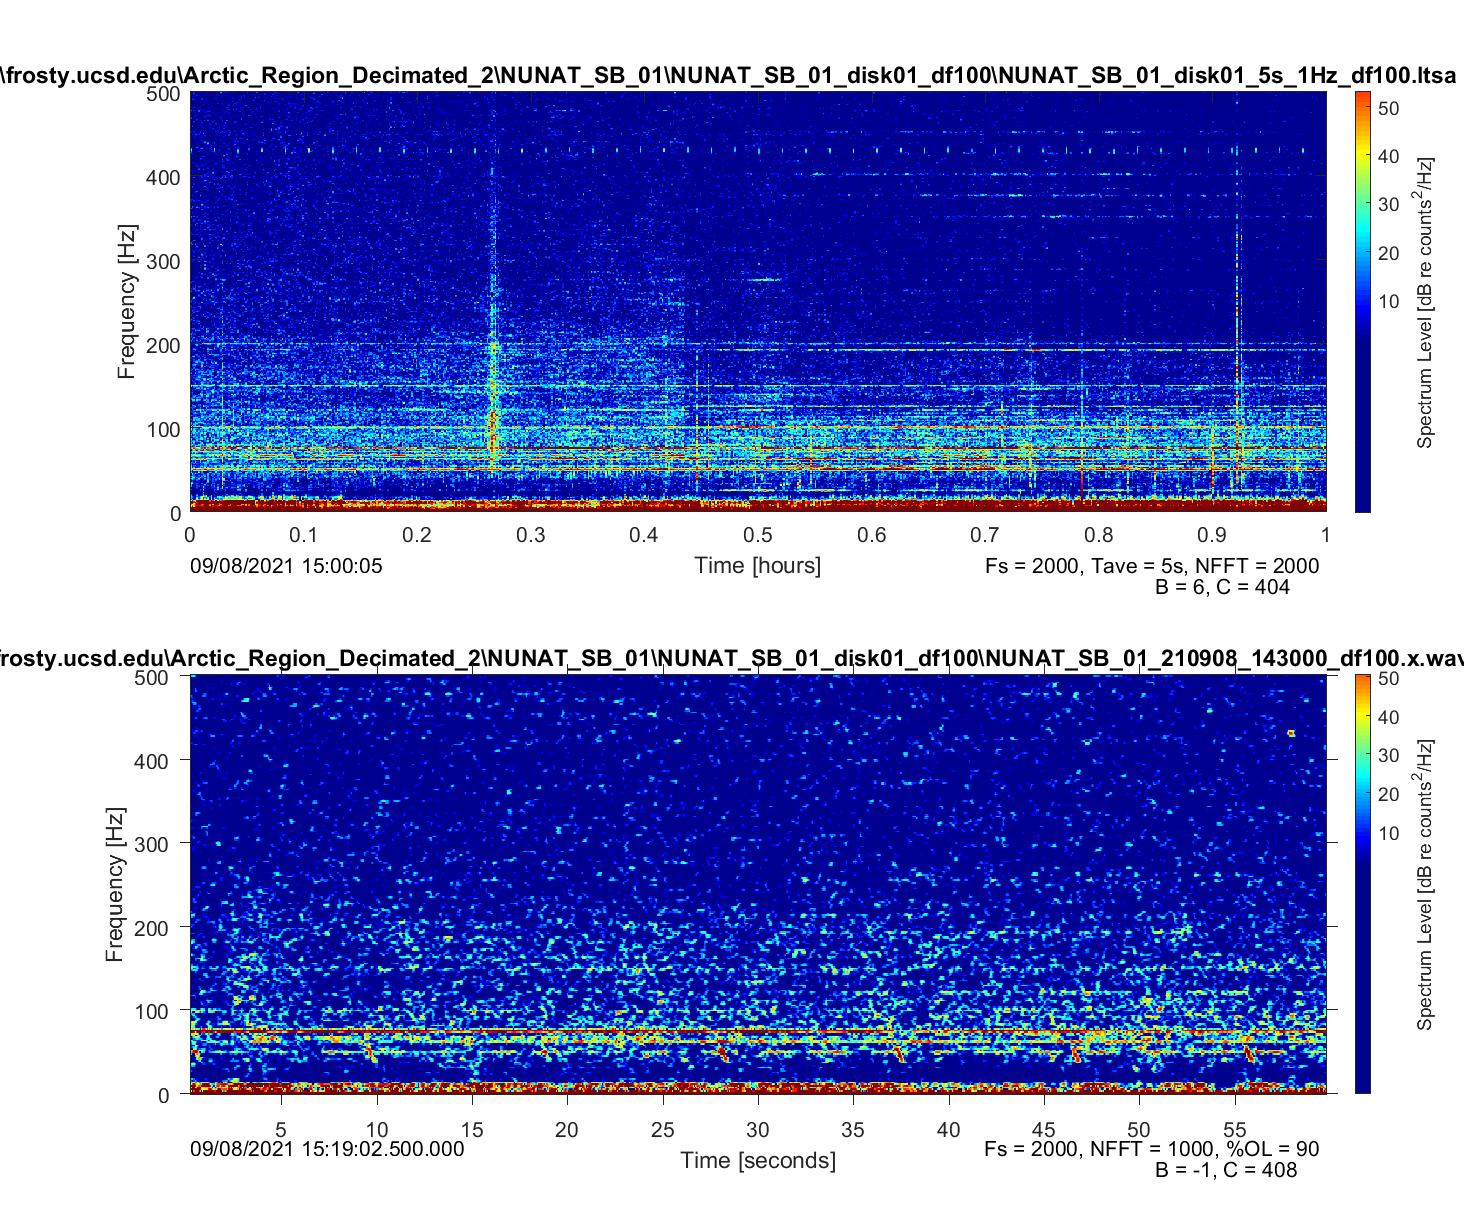 \frosty.ucsd.edu\Arctic_Region_Decimated_2\NUNAT_SB_01\NUNAT_SB_01_disk01_df100\NUNAT_SB_01_disk01_5s_1Hz_df100.ltsa
500
400
300
200
100
0
Frequency [Hz]
0 0.1 0.2 0.3 0.4 0.5 0.6 0.7 0.8 0.9 1
Time [hours]
09/08/2021 15:00:05
Fs = 2000, Tave = 5s, NFFT = 2000
B = 6, C = 404
50
40
30
20
10
Spectrum Level [dB re counts²/Hz]
rosty.ucsd.edu\Arctic_Region_Decimated_2\NUNAT_SB_01\NUNAT_SB_01_disk01_df100\NUNAT_SB_01_210908_143000_df100.x.wav
500
400
300
200
100
0
Frequency [Hz]
5 10 15 20 25 30 35 40 45 50 55
Time [seconds]
09/08/2021 15:19:02.500.000
Fs = 2000, NFFT = 1000, %OL = 90
B = -1, C = 408
50
40
30
20
10
Spectrum Level [dB re counts²/Hz]